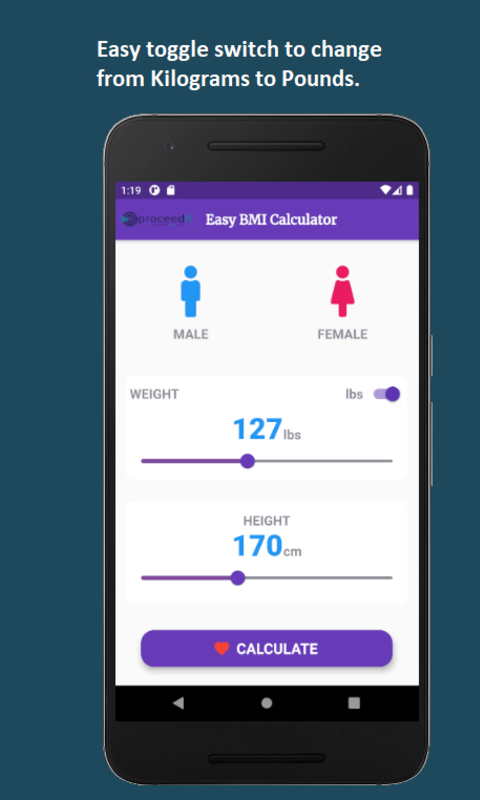 Easy toggle switch to change
from Kilograms to Pounds.
1:19
proceed
Easy BMI Calculator
MALE
FEMALE
WEIGHT
lbs
127lbs
HEIGHT
170cm
CALCULATE